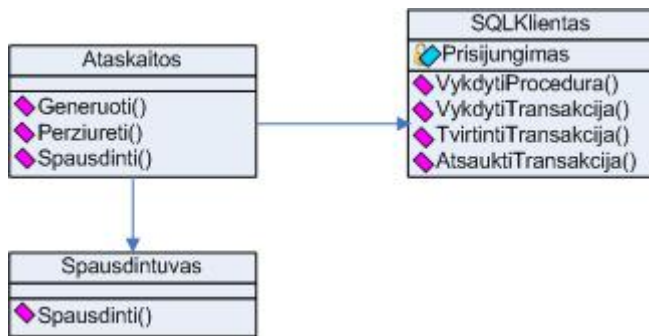 Ataskaitos
Generuoti()
Perziureti()
Spausdinti()
SQLKlientas
Prisijungimas
VykdytiProcedura()
VykdytiTransakcija()
TvirtintiTransakcija()
AtsauktiTransakcija()
Spausdintuvas
Spausdinti()